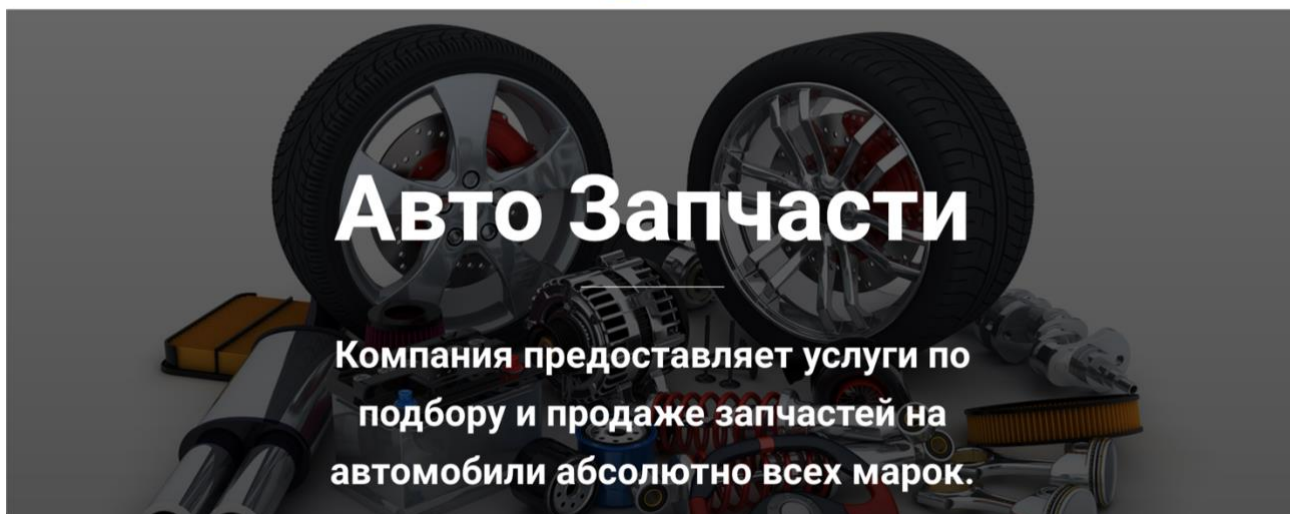 Авто Запчасти
Компания предоставляет услуги по
подбору и продаже запчастей на
автомобили абсолютно всех марок.